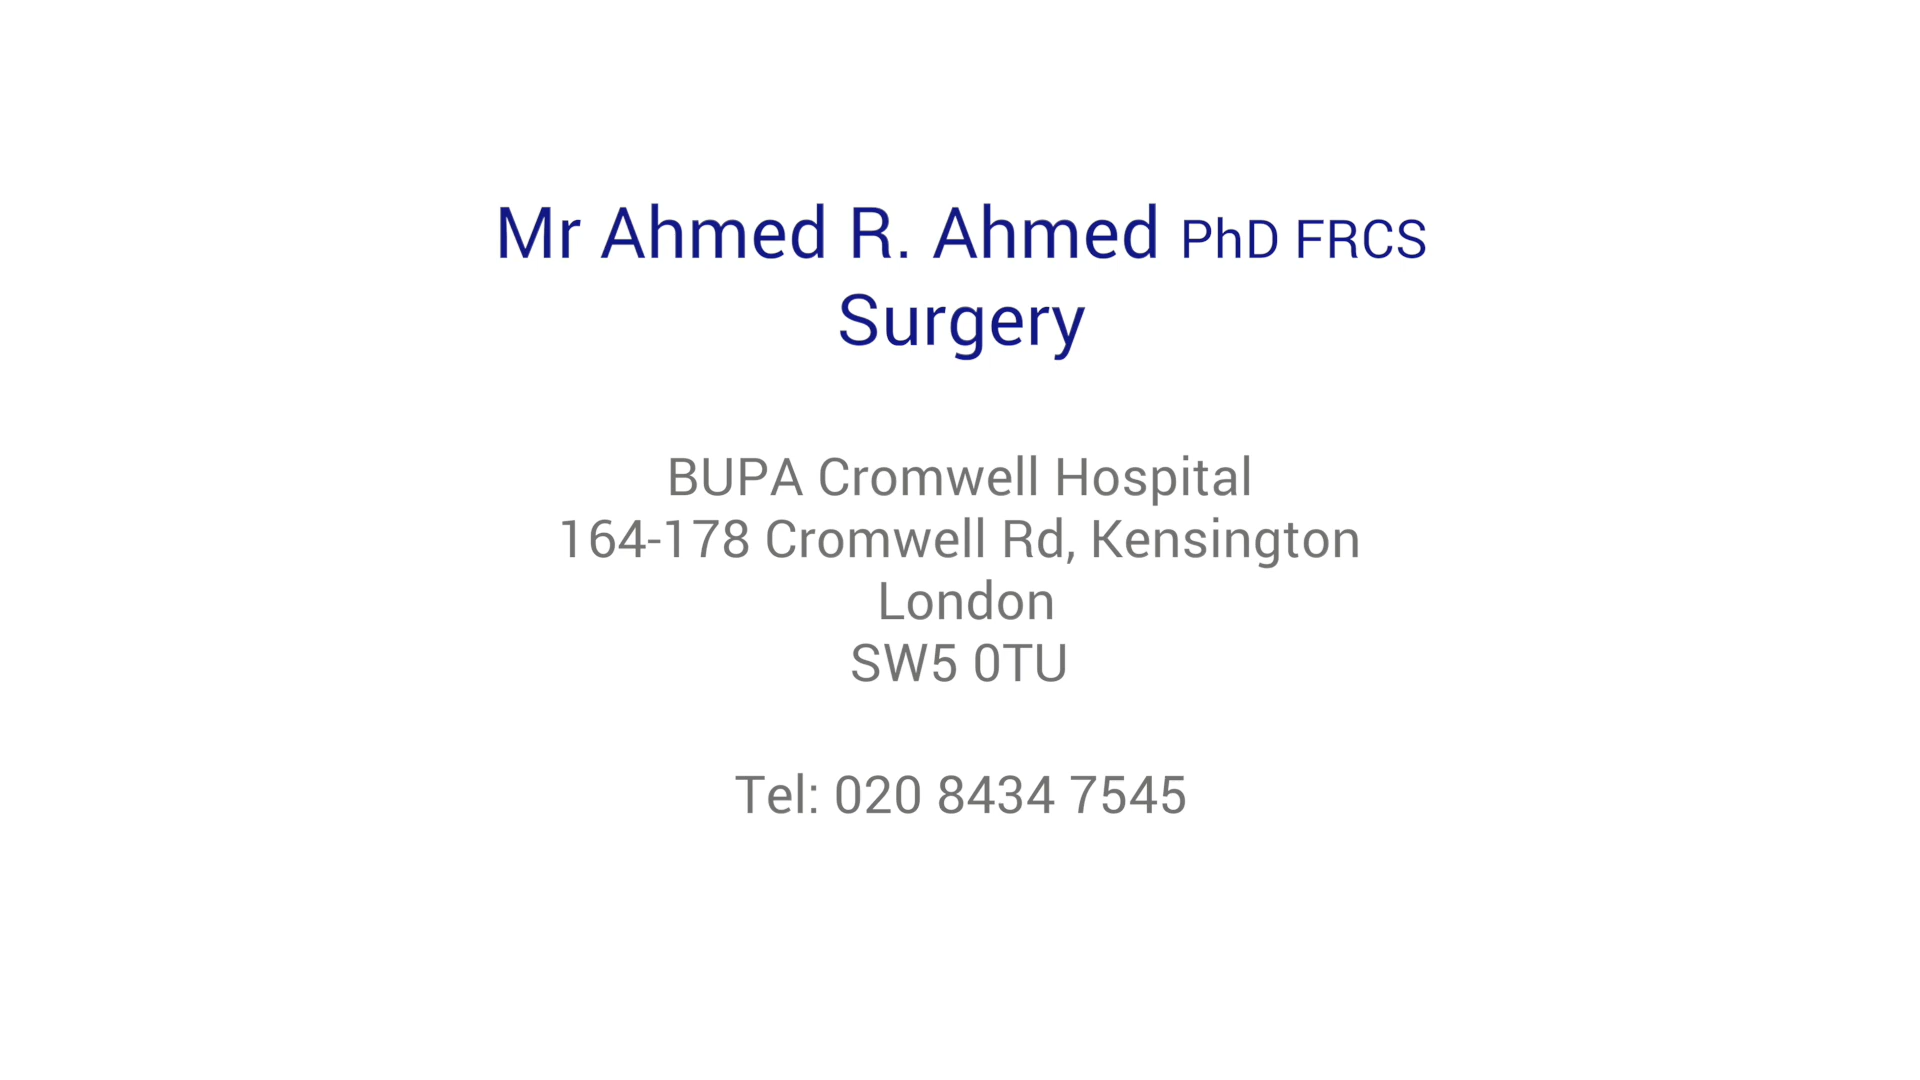 Mr Ahmed R. Ahmed PhD FRCS
Surgery
BUPA Cromwell Hospital
164-178 Cromwell Rd, Kensington
London
SW5 0TU
Tel: 020 8434 7545